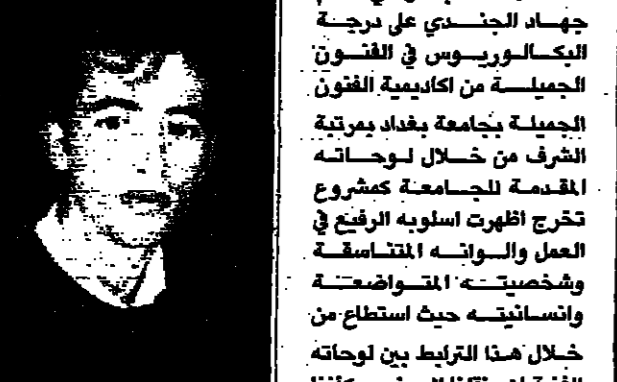 جهاد الجندي على درجة
البكالوريوس في الفنون
الجميلة من اكاديمية الفنون
الجميلة بجامعة بغداد بمرتبة
الشرف من خلال لوحاته
المقدمة للجامعة كمشروع
تخرج اظهرت اسلوبه الرفيع في
العمل والوانه المتناسقة
وشخصيته المتواضعة
وانسانيته حيث استطاع من
خلال هذا الترابط بين لوحاته